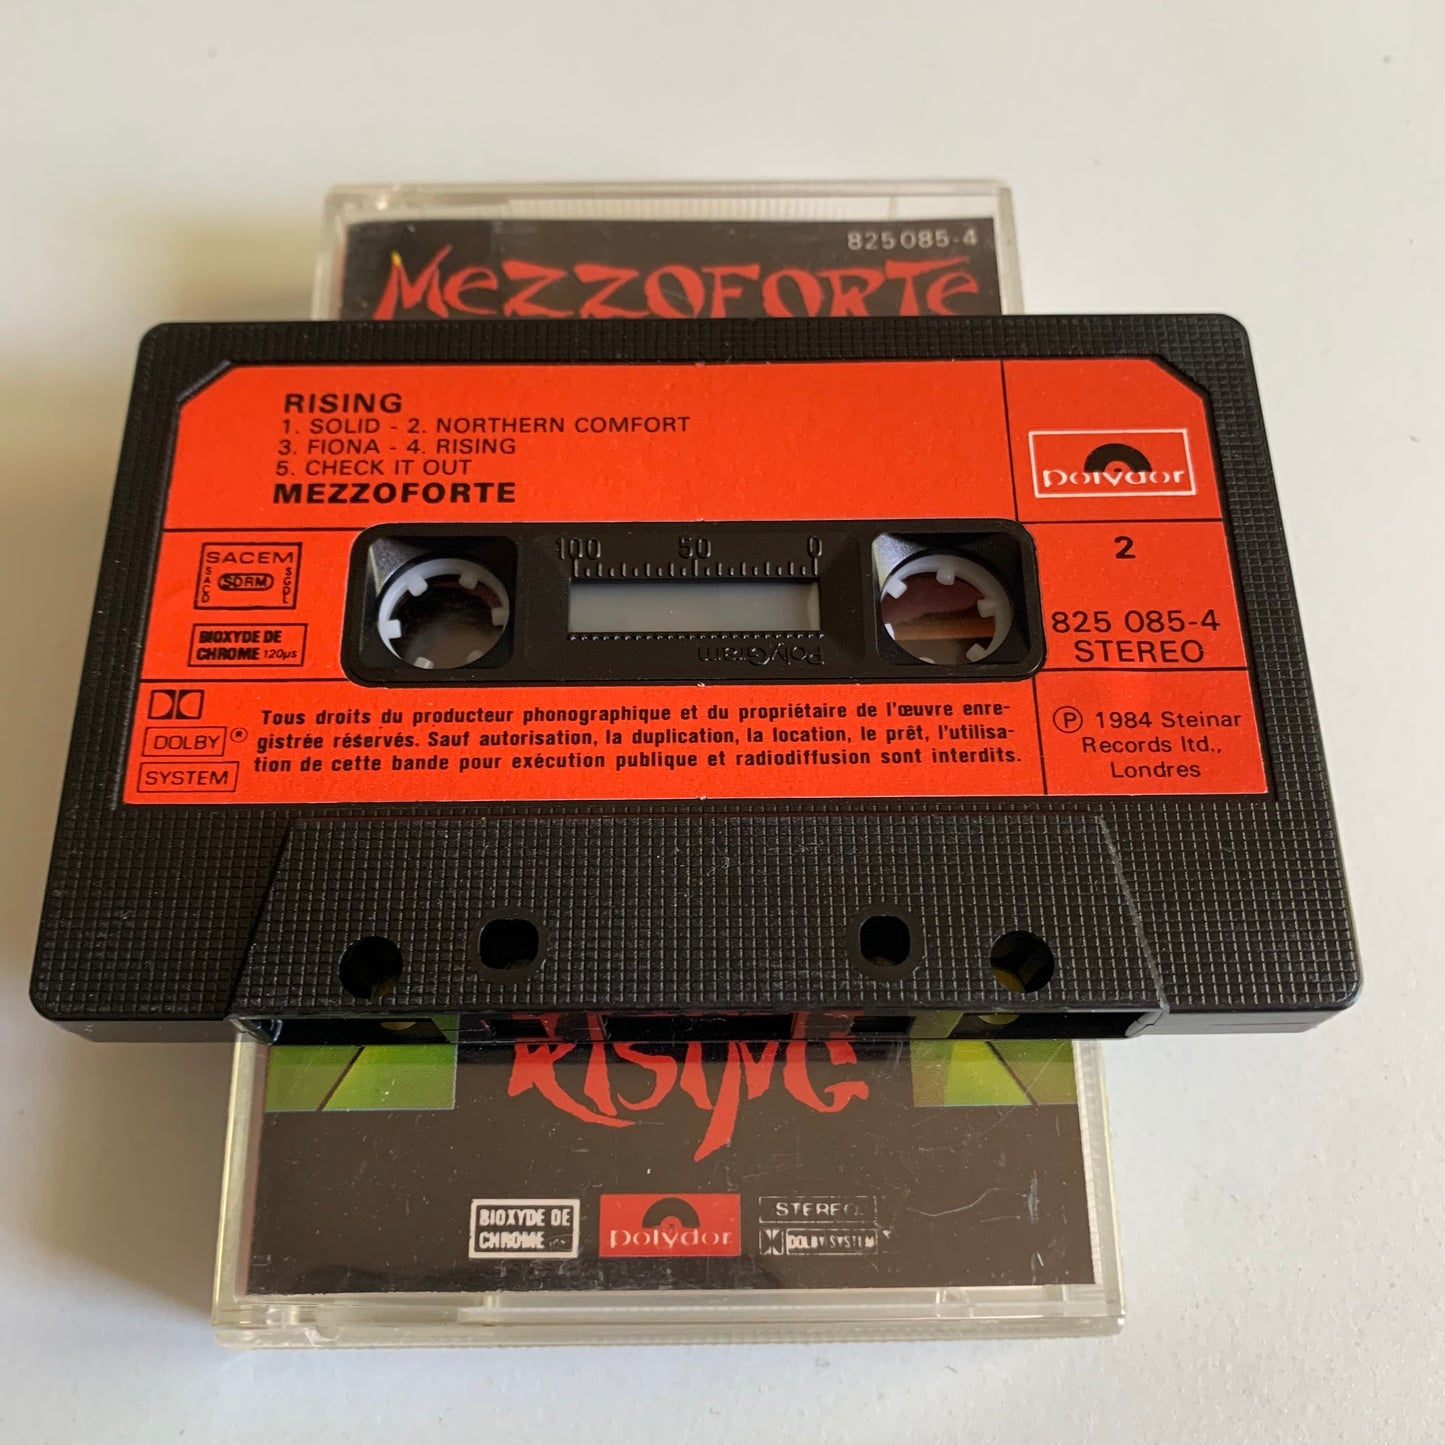 825 085-4
MEZZOFORTE
RISING
1. SOLID - 2. NORTHERN COMFORT
3. FIONA - 4. RISING
5. CHECK IT OUT
MEZZOFORTE
polydor
SACEM
SACD SDRM SGDL
BIOXYDE DE
CHROME 120µs
100 50 0
PolyGram
2
825 085-4
STEREO
DOLBY ®
SYSTEM
Tous droits du producteur phonographique et du propriétaire de l'œuvre enre-
gistrée réservés. Sauf autorisation, la duplication, la location, le prêt, l'utilisa-
tion de cette bande pour exécution publique et radiodiffusion sont interdits.
Ⓟ 1984 Steinar
Records ltd.,
Londres
RISING
BIOXYDE DE
CHROME
polydor
STEREO
DOLBY SYSTEM